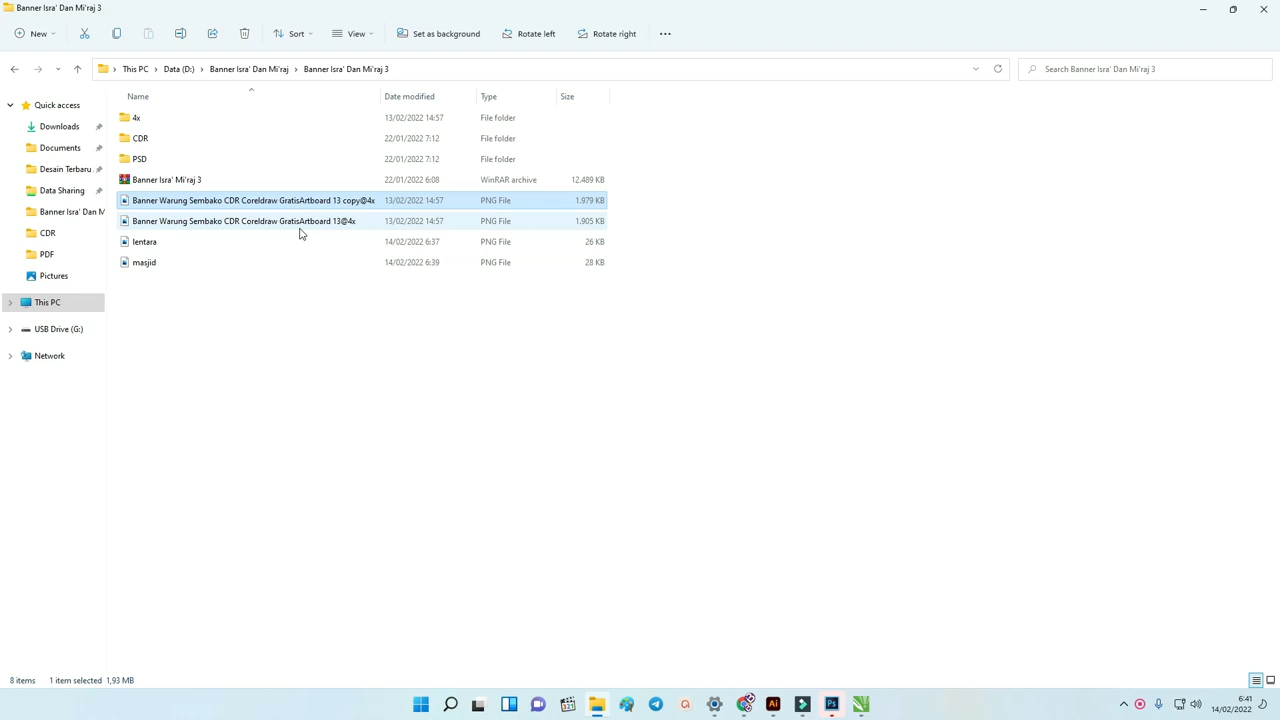 Banner Isra' Dan Mi'raj 3
New
Sort
View
Set as background
Rotate left
Rotate right
This PC
Data (D:)
Banner Isra' Dan Mi'raj
Banner Isra' Dan Mi'raj 3
Search Banner Isra' Dan Mi'raj 3
Name Date modified Type Size
Quick access
Downloads
Documents
Desain Terbaru
Data Sharing
Banner Isra' Dan M
CDR
PDF
Pictures
This PC
USB Drive (G:)
Network
4x 13/02/2022 14:57 File folder
CDR 22/01/2022 7:12 File folder
PSD 22/01/2022 7:12 File folder
Banner Isra' Mi'raj 3 22/01/2022 6:08 WinRAR archive 12.489 KB
Banner Warung Sembako CDR Coreldraw GratisArtboard 13 copy@4x 13/02/2022 14:57 PNG File 1.979 KB
Banner Warung Sembako CDR Coreldraw GratisArtboard 13@4x 13/02/2022 14:57 PNG File 1.905 KB
lentara 14/02/2022 6:37 PNG File 26 KB
masjid 14/02/2022 6:39 PNG File 28 KB
8 items 1 item selected 1,93 MB
321
Ai
Ps
6:41
14/02/2022